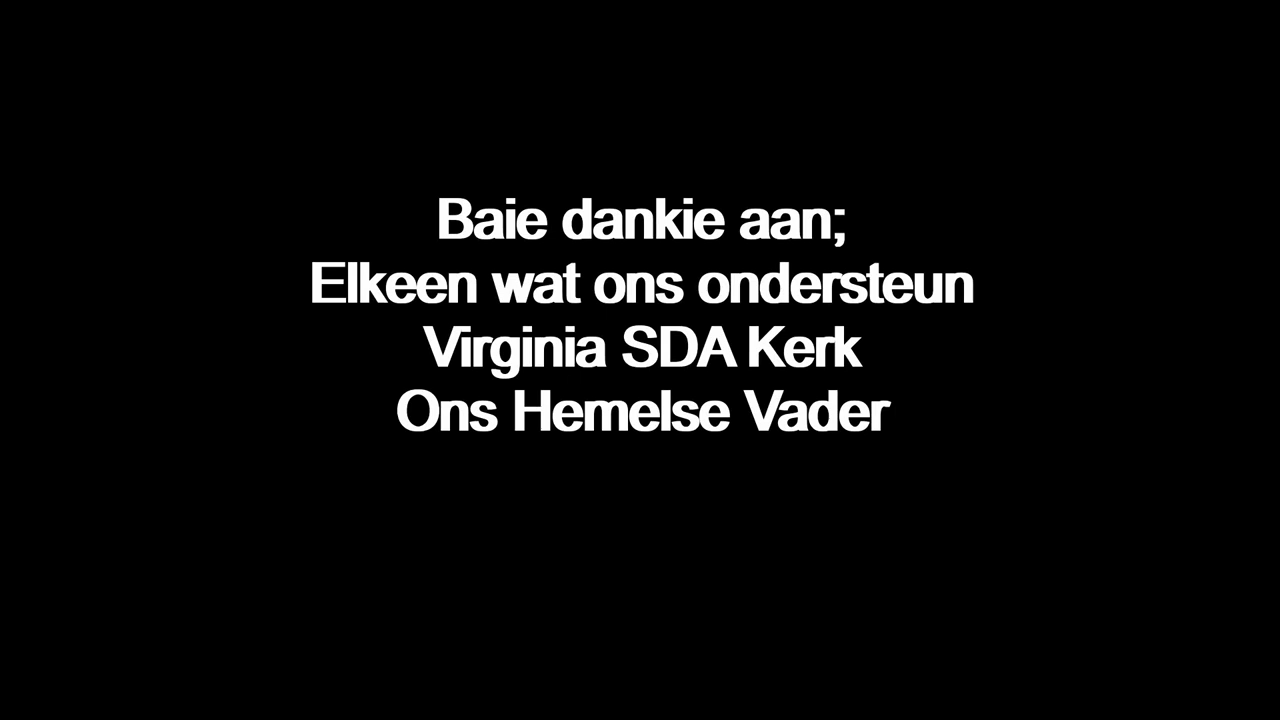 Baie dankie aan;
Elkeen wat ons ondersteun
Virginia SDA Kerk
Ons Hemelse Vader